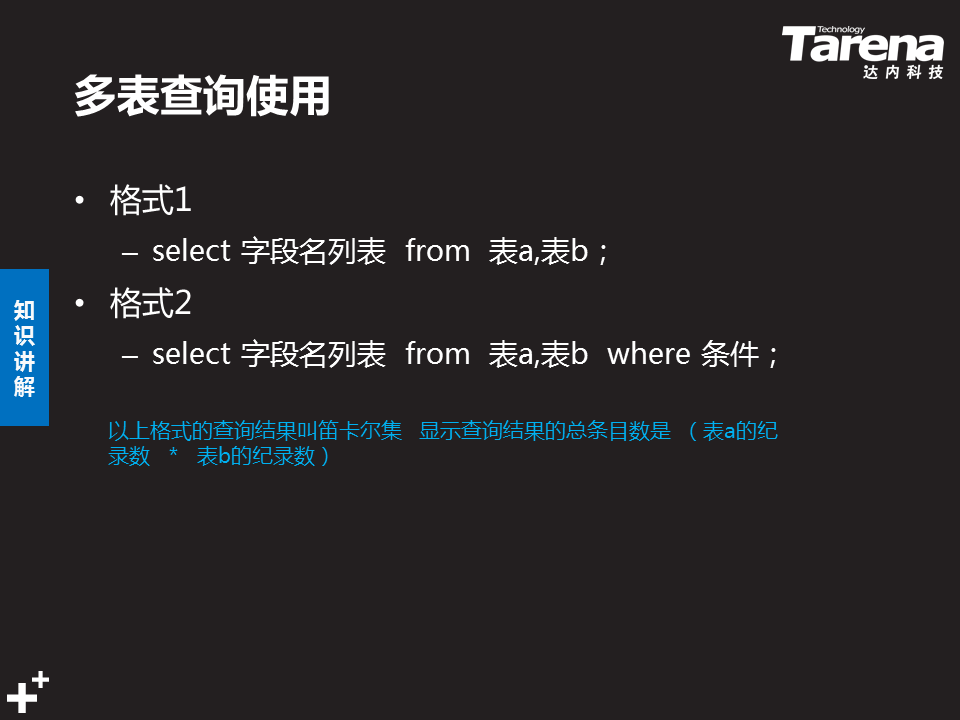 Technology
Tarena
达内科技
多表查询使用
• 格式1
– select 字段名列表 from 表a,表b；
• 格式2
– select 字段名列表 from 表a,表b where 条件；
知
识
讲
解
以上格式的查询结果叫笛卡尔集 显示查询结果的总条目数是 （表a的纪
录数 * 表b的纪录数）